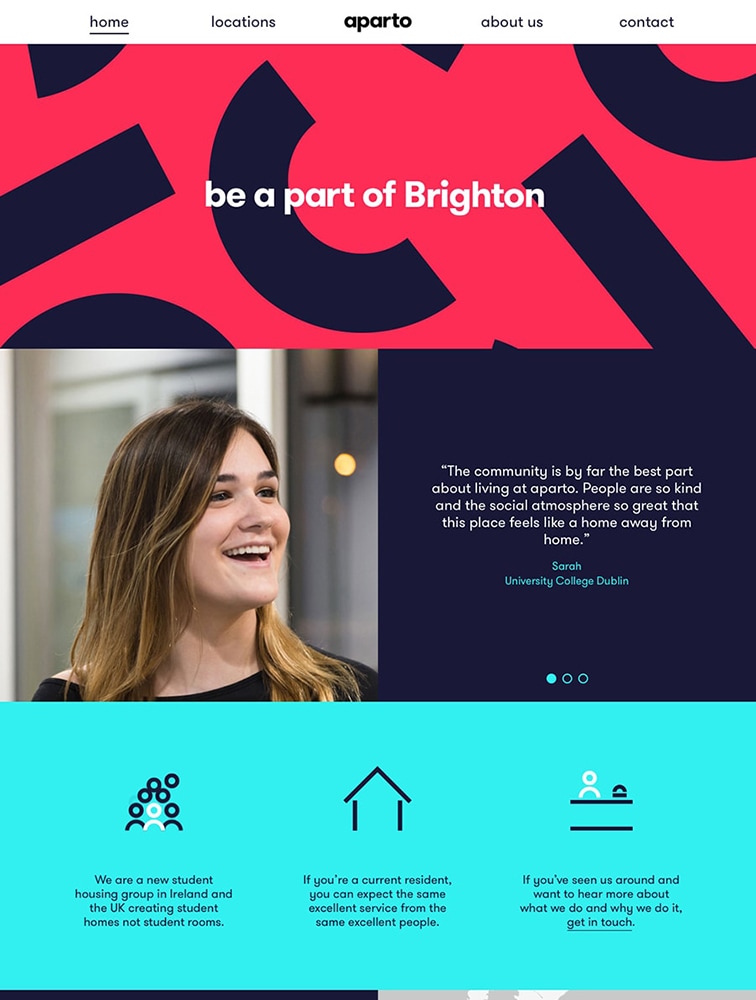 home locations aparto about us contact
be a part of Brighton
“The community is by far the best part
about living at aparto. People are so kind
and the social atmosphere so great that
this place feels like a home away from
home.”
Sarah
University College Dublin
We are a new student
housing group in Ireland and
the UK creating student
homes not student rooms.
If you’re a current resident,
you can expect the same
excellent service from the
same excellent people.
If you’ve seen us around and
want to hear more about
what we do and why we do it,
get in touch.